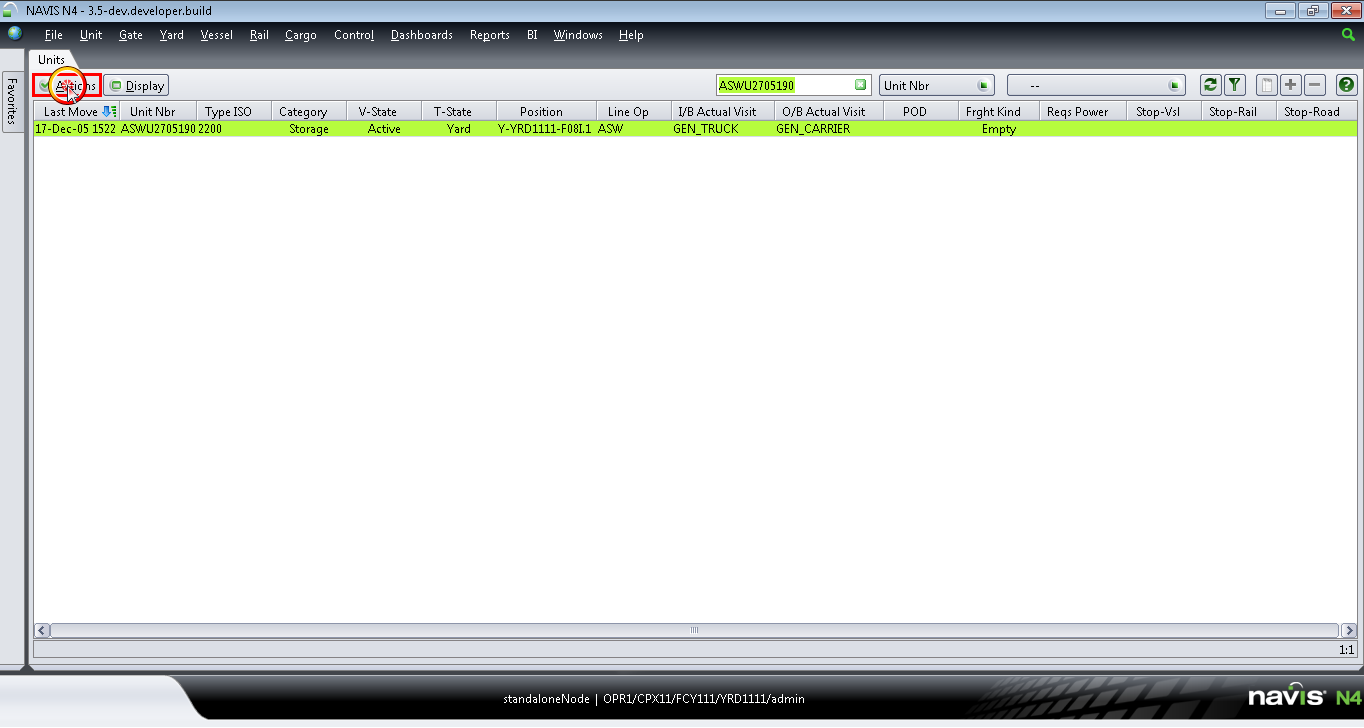 NAVIS N4 - 3.5-dev.developer.build
File Unit Gate Yard Vessel Rail Cargo Control Dashboards Reports BI Windows Help
Units
Favorites
Display ASWU2705190 Unit Nbr --
Last Move Unit Nbr Type ISO Category V-State T-State Position Line Op I/B Actual Visit O/B Actual Visit POD Frght Kind Reqs Power Stop-Vsl Stop-Rail Stop-Road
17-Dec-05 1522 ASWU2705190 2200 Storage Active Yard Y-YRD1111-F08I.1 ASW GEN_TRUCK GEN_CARRIER Empty
1:1
standaloneNode | OPR1/CPX11/FCY111/YRD1111/admin
navis N4